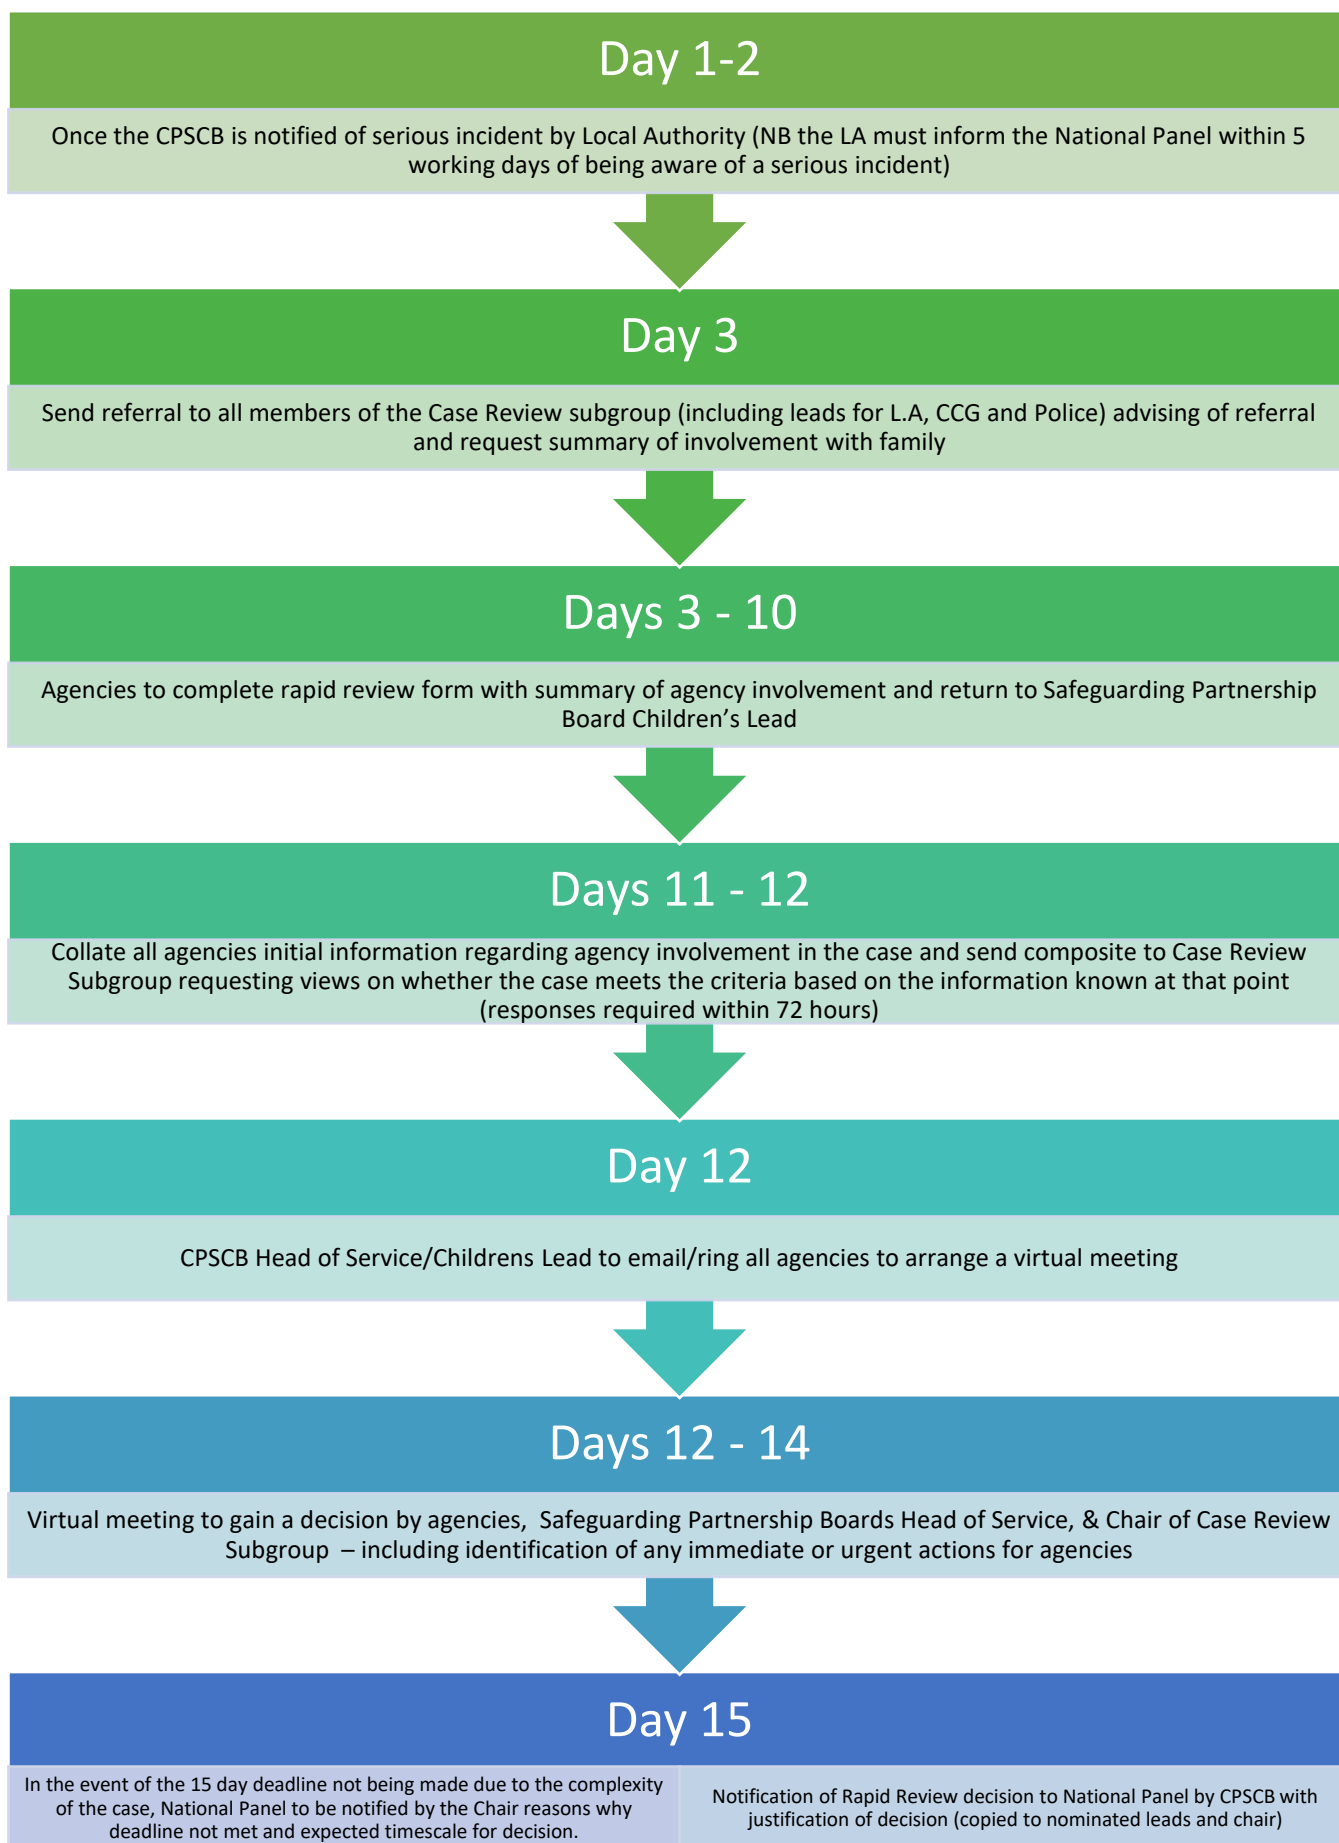 Day 1-2
Once the CPSCB is notified of serious incident by Local Authority (NB the LA must inform the National Panel within 5
working days of being aware of a serious incident)
Day 3
Send referral to all members of the Case Review subgroup (including leads for L.A, CCG and Police) advising of referral
and request summary of involvement with family
Days 3 - 10
Agencies to complete rapid review form with summary of agency involvement and return to Safeguarding Partnership
Board Children’s Lead
Days 11 - 12
Collate all agencies initial information regarding agency involvement in the case and send composite to Case Review
Subgroup requesting views on whether the case meets the criteria based on the information known at that point
(responses required within 72 hours)
Day 12
CPSCB Head of Service/Childrens Lead to email/ring all agencies to arrange a virtual meeting
Days 12 - 14
Virtual meeting to gain a decision by agencies, Safeguarding Partnership Boards Head of Service, & Chair of Case Review
Subgroup – including identification of any immediate or urgent actions for agencies
Day 15
In the event of the 15 day deadline not being made due to the complexity
of the case, National Panel to be notified by the Chair reasons why
deadline not met and expected timescale for decision.
Notification of Rapid Review decision to National Panel by CPSCB with
justification of decision (copied to nominated leads and chair)